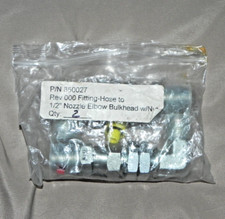 P/N 850027
Rev 000 Fitting-Hose to
1/2" Nozzle Elbow Bulkhead w/N
Qty: 2